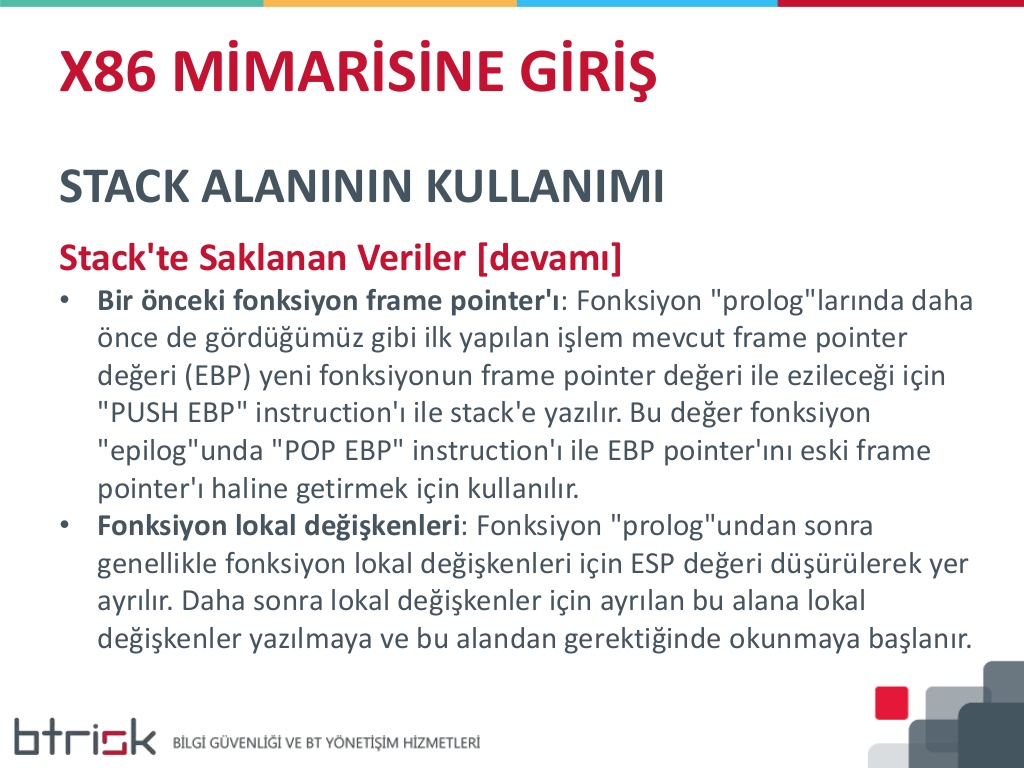 X86 MİMARİSİNE GİRİŞ
STACK ALANININ KULLANIMI
Stack'te Saklanan Veriler [devamı]
• Bir önceki fonksiyon frame pointer'ı: Fonksiyon "prolog"larında daha
önce de gördüğümüz gibi ilk yapılan işlem mevcut frame pointer
değeri (EBP) yeni fonksiyonun frame pointer değeri ile ezileceği için
"PUSH EBP" instruction'ı ile stack'e yazılır. Bu değer fonksiyon
"epilog"unda "POP EBP" instruction'ı ile EBP pointer'ını eski frame
pointer'ı haline getirmek için kullanılır.
• Fonksiyon lokal değişkenleri: Fonksiyon "prolog"undan sonra
genellikle fonksiyon lokal değişkenleri için ESP değeri düşürülerek yer
ayrılır. Daha sonra lokal değişkenler için ayrılan bu alana lokal
değişkenler yazılmaya ve bu alandan gerektiğinde okunmaya başlanır.
btrisk BİLGİ GÜVENLİĞİ VE BT YÖNETİŞİM HİZMETLERİ